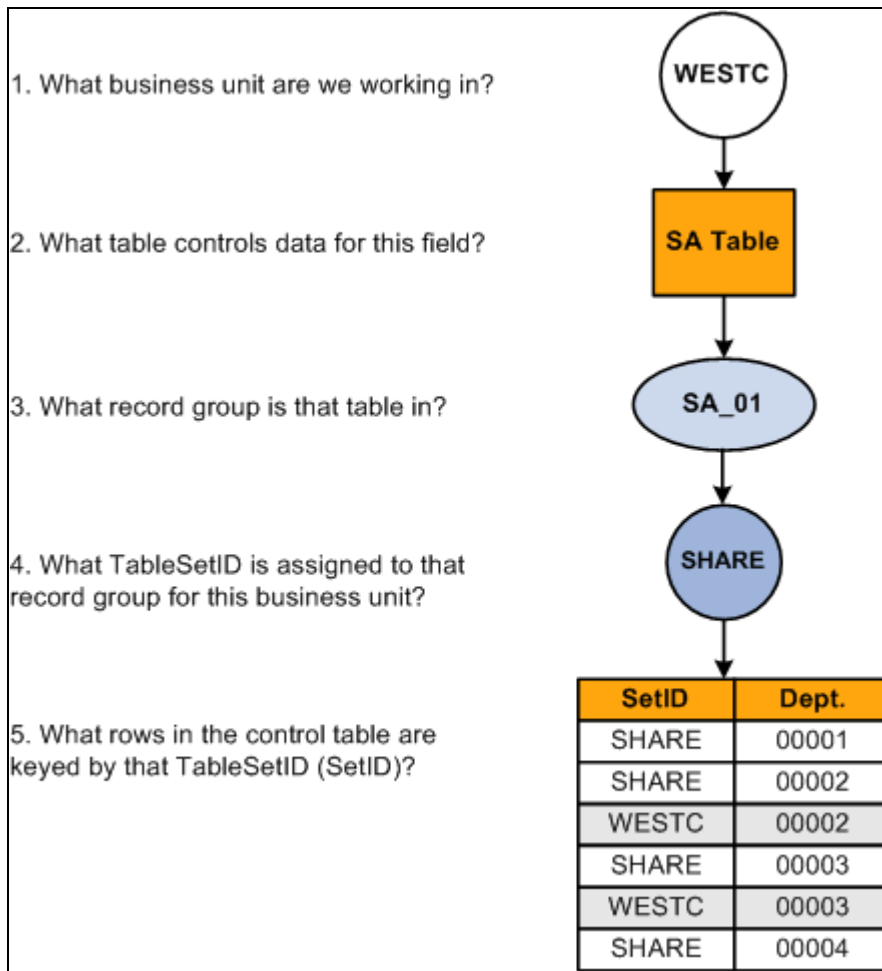 1. What business unit are we working in?
WESTC
2. What table controls data for this field?
SA Table
3. What record group is that table in?
SA_01
4. What TableSetID is assigned to that
record group for this business unit?
SHARE
5. What rows in the control table are
keyed by that TableSetID (SetID)?
SetID Dept.
SHARE 00001
SHARE 00002
WESTC 00002
SHARE 00003
WESTC 00003
SHARE 00004